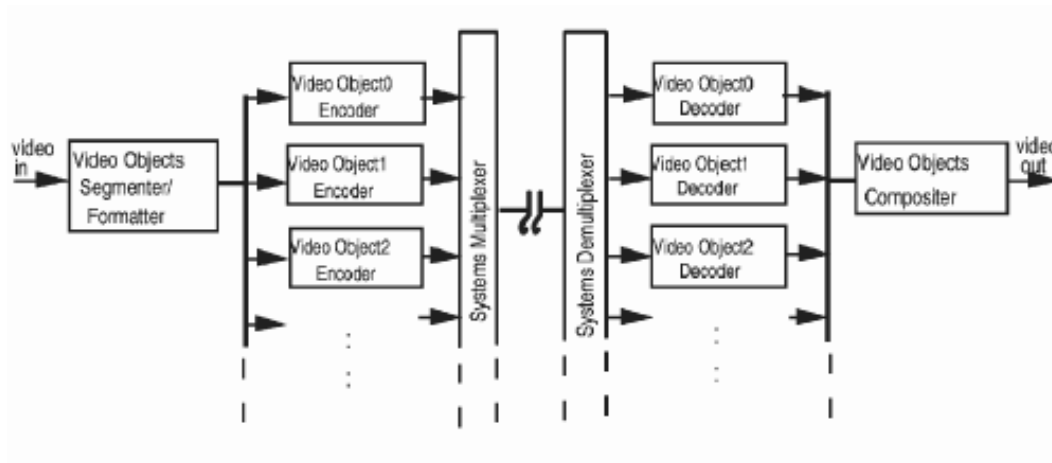 video
in
Video Objects
Segmenter/
Formatter
Video Object0
Encoder
Video Object1
Encoder
Video Object2
Encoder
Systems Multiplexer
Systems Demultiplexer
Video Object0
Decoder
Video Object1
Decoder
Video Object2
Decoder
Video Objects
Compositer
video
out